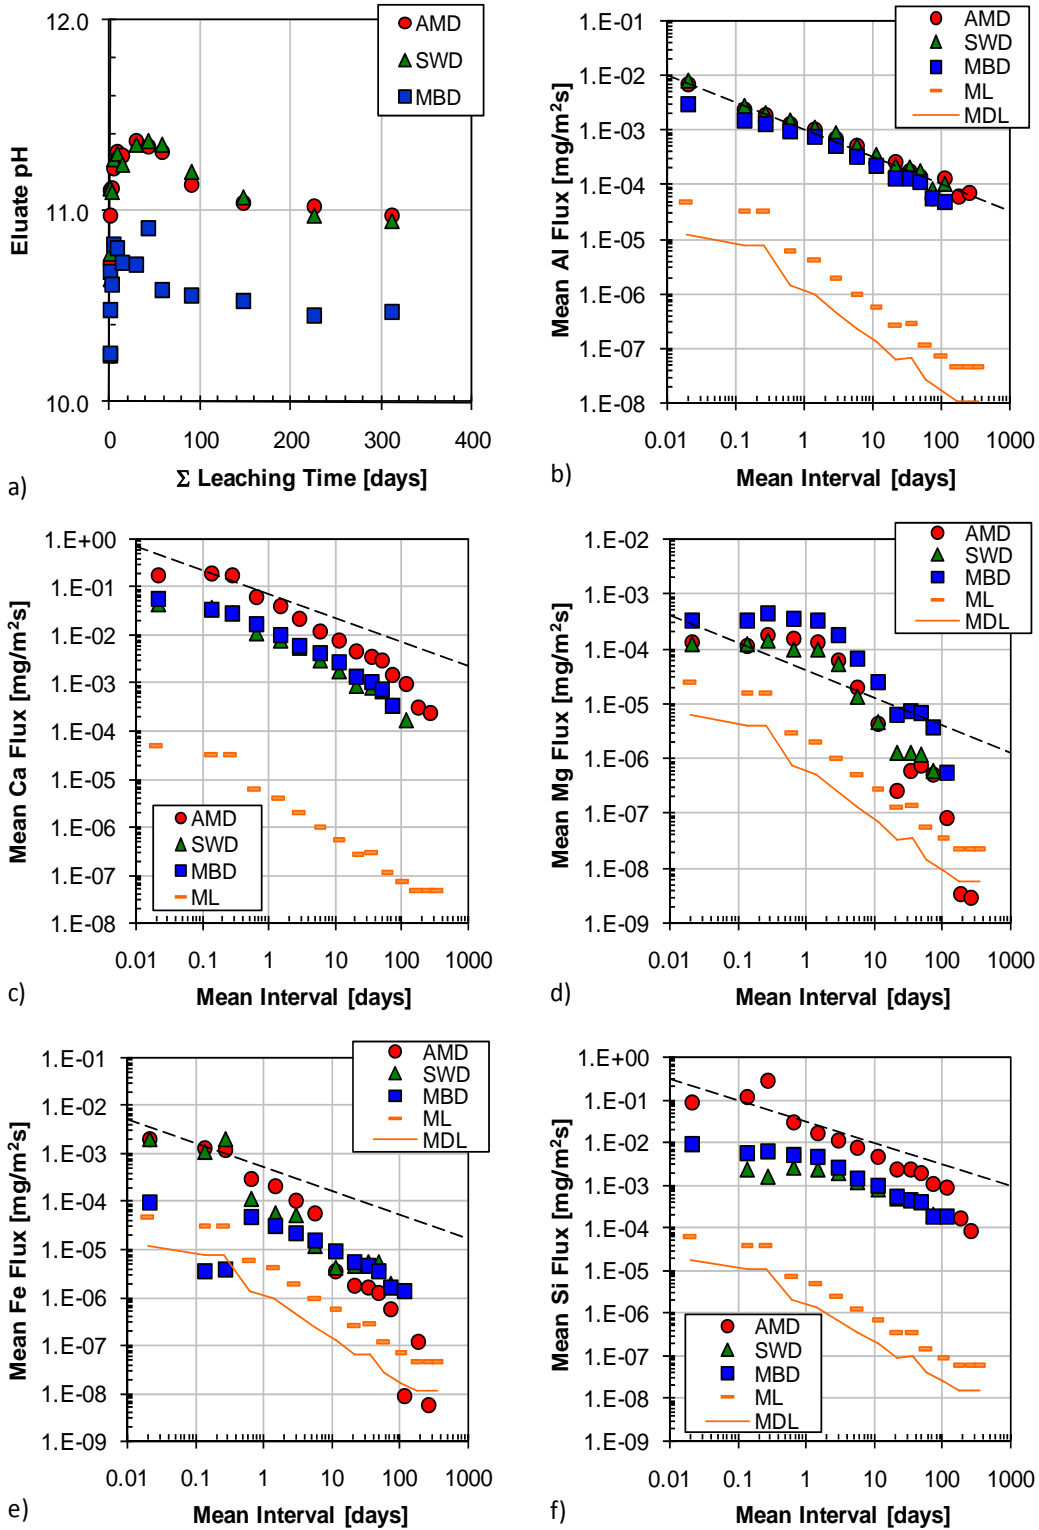 12.0
11.0
10.0
Eluate pH
AMD
SWD
MBD
0 100 200 300 400
Σ Leaching Time [days]
a)
1.E-01
1.E-02
1.E-03
1.E-04
1.E-05
1.E-06
1.E-07
1.E-08
Mean Al Flux [mg/m²s]
AMD
SWD
MBD
ML
MDL
0.01 0.1 1 10 100 1000
Mean Interval [days]
b)
1.E+00
1.E-01
1.E-02
1.E-03
1.E-04
1.E-05
1.E-06
1.E-07
1.E-08
Mean Ca Flux [mg/m²s]
AMD
SWD
MBD
ML
0.01 0.1 1 10 100 1000
Mean Interval [days]
c)
1.E-02
1.E-03
1.E-04
1.E-05
1.E-06
1.E-07
1.E-08
1.E-09
Mean Mg Flux [mg/m²s]
AMD
SWD
MBD
ML
MDL
0.01 0.1 1 10 100 1000
Mean Interval [days]
d)
1.E-01
1.E-02
1.E-03
1.E-04
1.E-05
1.E-06
1.E-07
1.E-08
1.E-09
Mean Fe Flux [mg/m²s]
AMD
SWD
MBD
ML
MDL
0.01 0.1 1 10 100 1000
Mean Interval [days]
e)
1.E+00
1.E-01
1.E-02
1.E-03
1.E-04
1.E-05
1.E-06
1.E-07
1.E-08
1.E-09
Mean Si Flux [mg/m²s]
AMD
SWD
MBD
ML
MDL
0.01 0.1 1 10 100 1000
Mean Interval [days]
f)